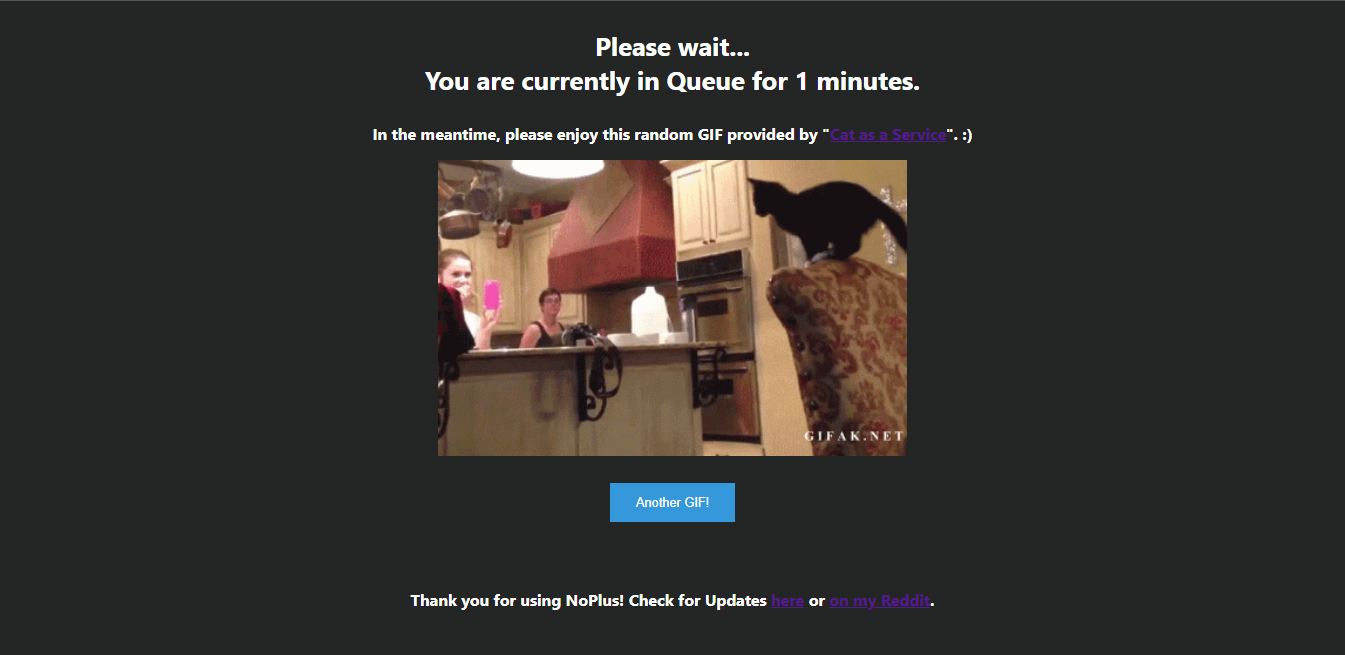 Please wait...
You are currently in Queue for 1 minutes.
In the meantime, please enjoy this random GIF provided by "Cat as a Service". :)
GIFAK.NET
Another GIF!
Thank you for using NoPlus! Check for Updates here or on my Reddit.